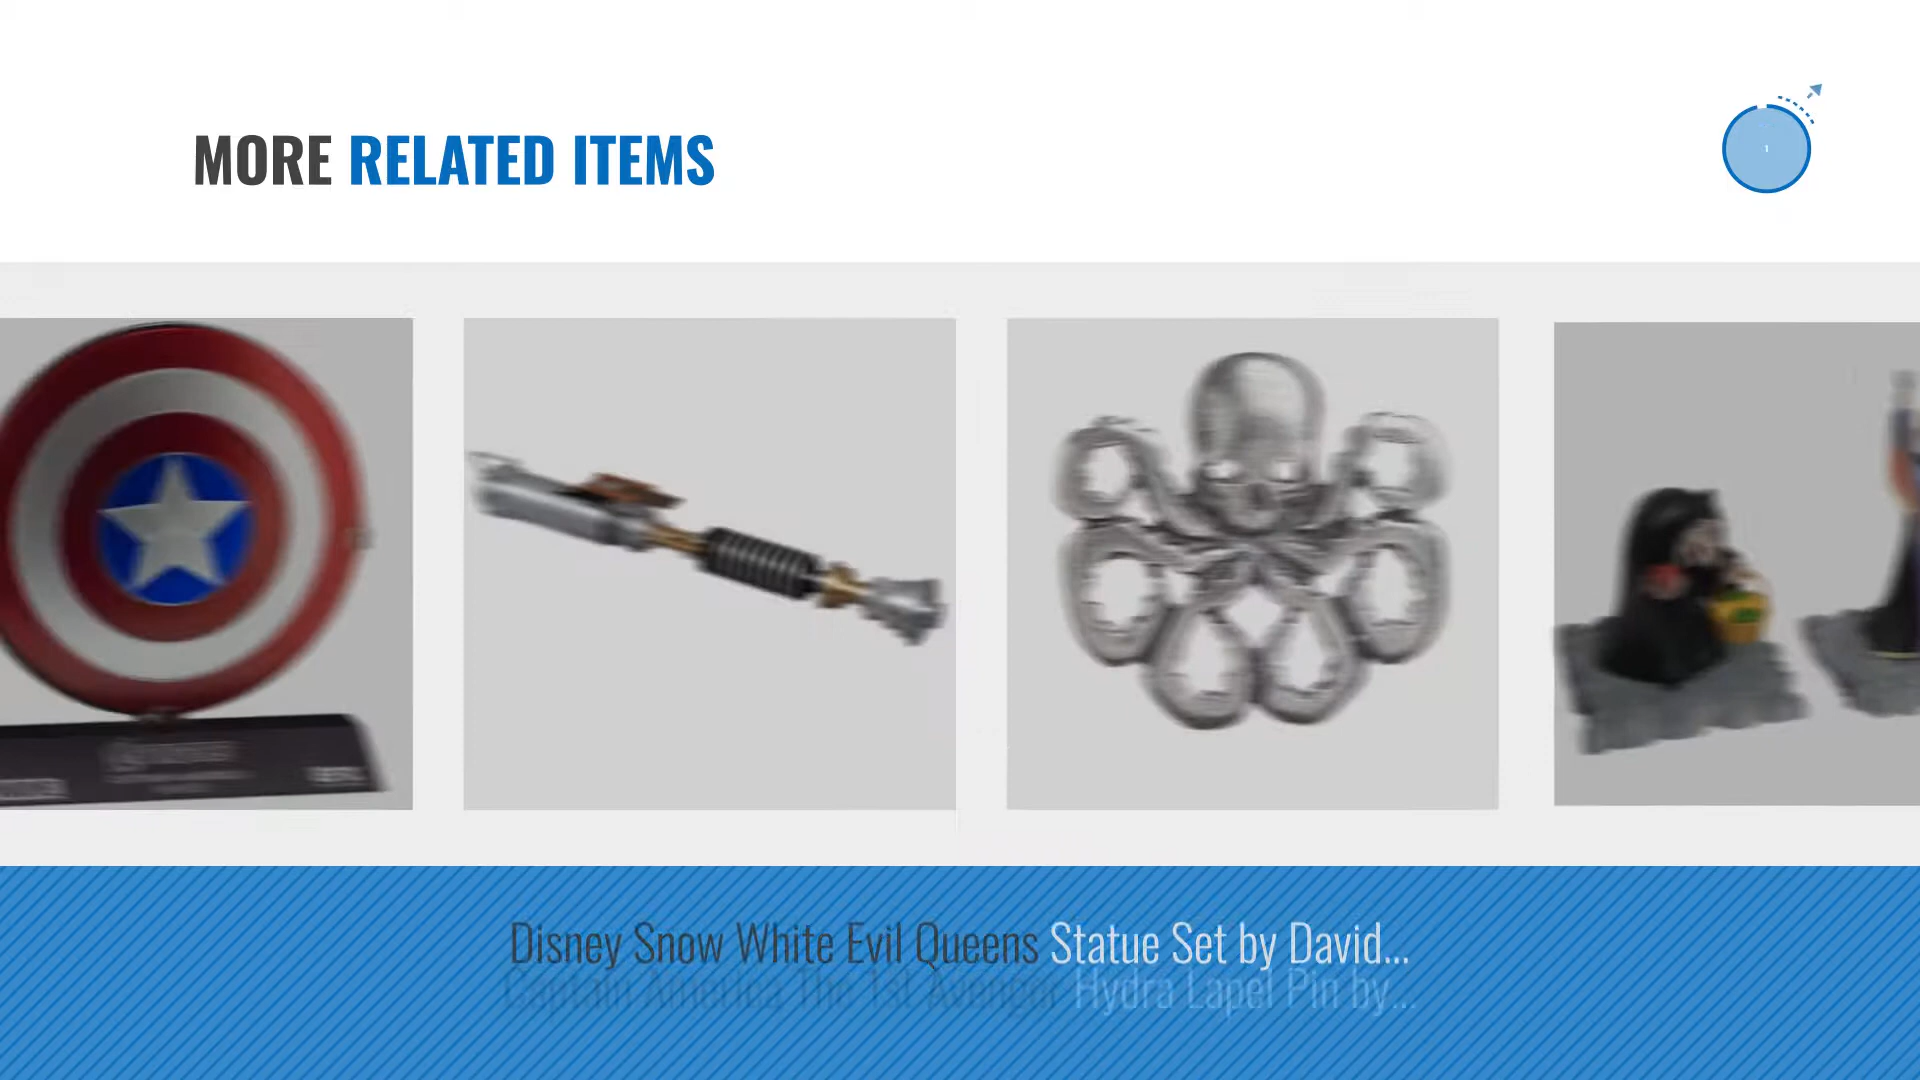 MORE RELATED ITEMS
1
Disney Snow White Evil Queens Statue Set by David...
Captain America The 1st Avenger Hydra Lapel Pin by...